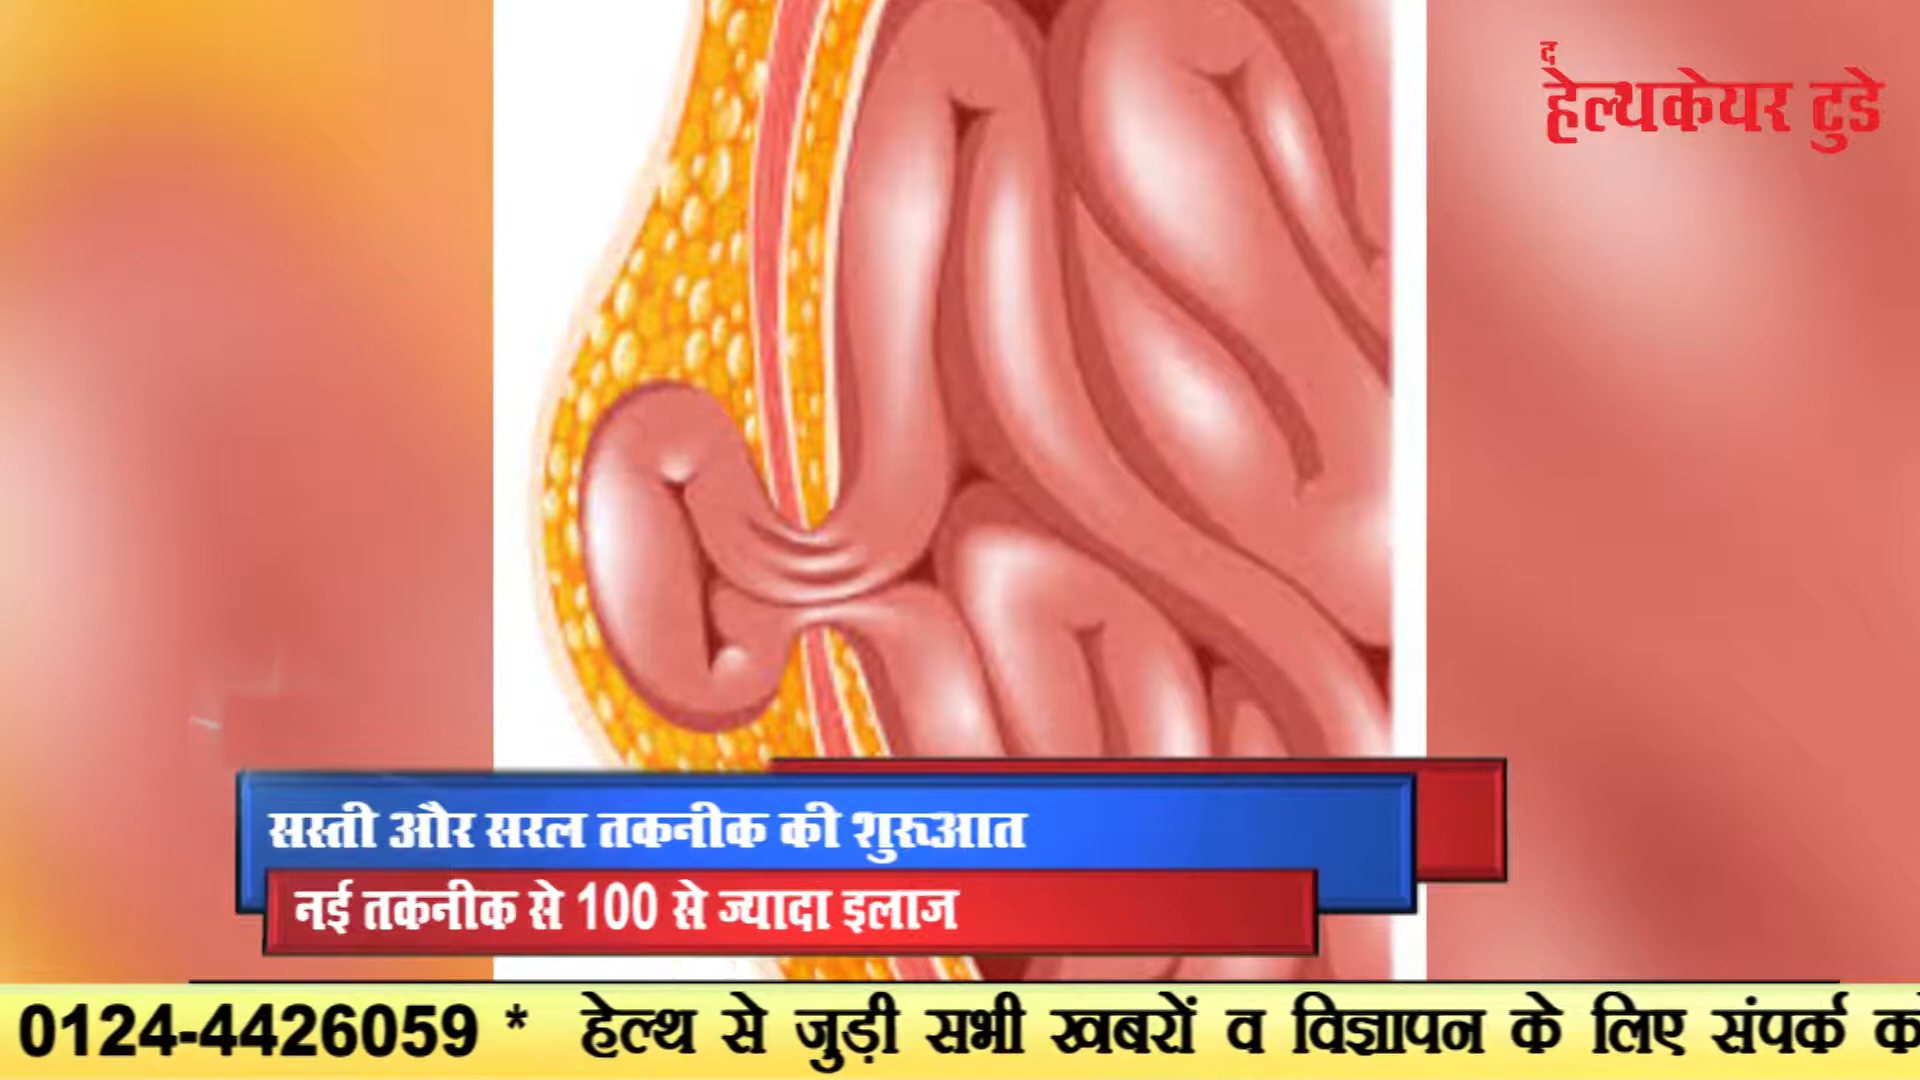 द
हेल्थकेयर टुडे
सस्ती और सरल तकनीक की शुरुआत
नई तकनीक से 100 से ज्यादा इलाज
0124-4426059 * हेल्थ से जुड़ी सभी खबरों व विज्ञापन के लिए संपर्क